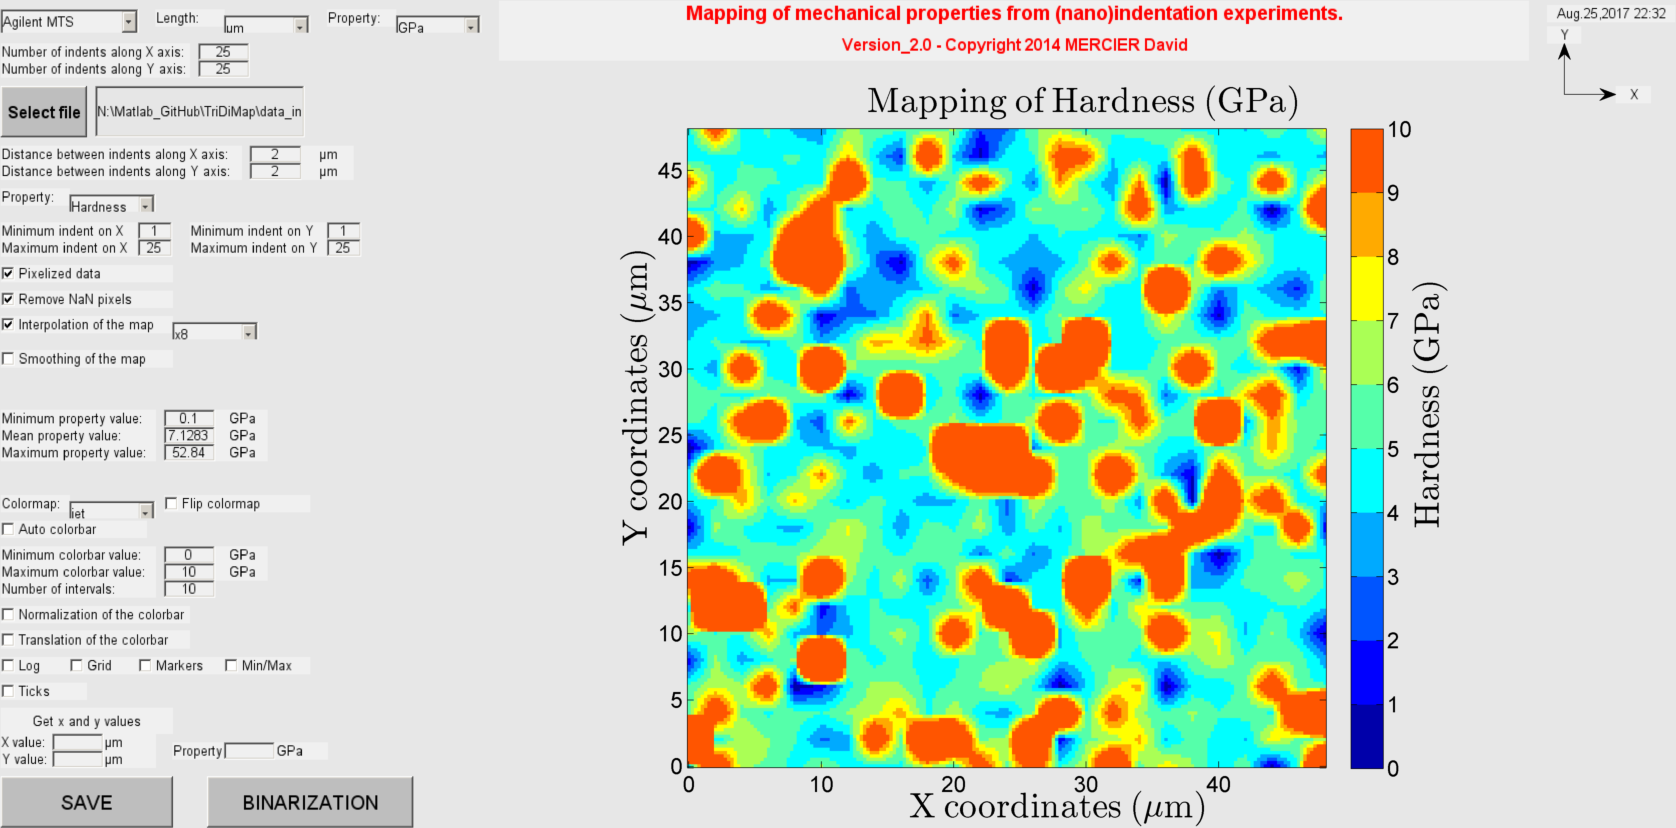 Agilent MTS Length: um Property: GPa
Mapping of mechanical properties from (nano)indentation experiments.
Version_2.0 - Copyright 2014 MERCIER David
Aug.25,2017 22:32
Y
X
Number of indents along X axis: 25
Number of indents along Y axis: 25
Select file N:\Matlab_GitHub\TriDiMap\data_in
Distance between indents along X axis: 2 µm
Distance between indents along Y axis: 2 µm
Property: Hardness
Minimum indent on X 1 Minimum indent on Y 1
Maximum indent on X 25 Maximum indent on Y 25
Pixelized data
Remove NaN pixels
Interpolation of the map x8
Smoothing of the map
Minimum property value: 0.1 GPa
Mean property value: 7.1283 GPa
Maximum property value: 52.84 GPa
Colormap: jet Flip colormap
Auto colorbar
Minimum colorbar value: 0 GPa
Maximum colorbar value: 10 GPa
Number of intervals: 10
Normalization of the colorbar
Translation of the colorbar
Log Grid Markers Min/Max
Ticks
Get x and y values
X value: µm
Y value: µm
Property GPa
SAVE BINARIZATION
Mapping of Hardness (GPa)
Y coordinates (μm)
45
40
35
30
25
20
15
10
5
0
0 10 20 30 40
X coordinates (μm)
10
9
8
7
6
5
4
3
2
1
0
Hardness (GPa)